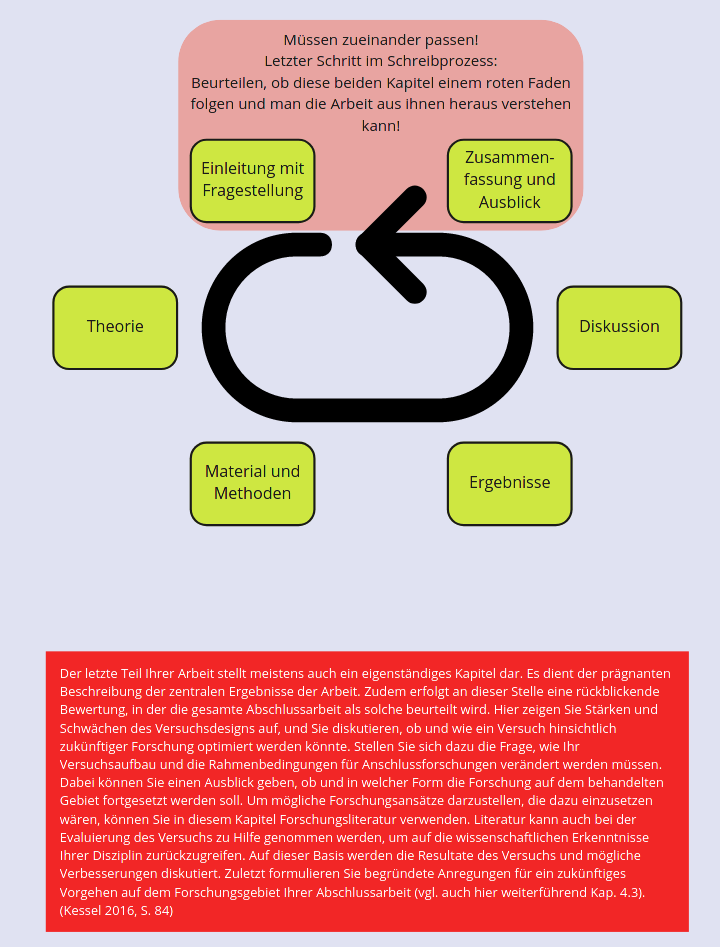 Müssen zueinander passen!
Letzter Schritt im Schreibprozess:
Beurteilen, ob diese beiden Kapitel einem roten Faden
folgen und man die Arbeit aus ihnen heraus verstehen
kann!
Einleitung mit
Fragestellung
Zusammen-
fassung und
Ausblick
Theorie
Diskussion
Material und
Methoden
Ergebnisse
Der letzte Teil Ihrer Arbeit stellt meistens auch ein eigenständiges Kapitel dar. Es dient der prägnanten
Beschreibung der zentralen Ergebnisse der Arbeit. Zudem erfolgt an dieser Stelle eine rückblickende
Bewertung, in der die gesamte Abschlussarbeit als solche beurteilt wird. Hier zeigen Sie Stärken und
Schwächen des Versuchsdesigns auf, und Sie diskutieren, ob und wie ein Versuch hinsichtlich
zukünftiger Forschung optimiert werden könnte. Stellen Sie sich dazu die Frage, wie Ihr
Versuchsaufbau und die Rahmenbedingungen für Anschlussforschungen verändert werden müssen.
Dabei können Sie einen Ausblick geben, ob und in welcher Form die Forschung auf dem behandelten
Gebiet fortgesetzt werden soll. Um mögliche Forschungsansätze darzustellen, die dazu einzusetzen
wären, können Sie in diesem Kapitel Forschungsliteratur verwenden. Literatur kann auch bei der
Evaluierung des Versuchs zu Hilfe genommen werden, um auf die wissenschaftlichen Erkenntnisse
Ihrer Disziplin zurückzugreifen. Auf dieser Basis werden die Resultate des Versuchs und mögliche
Verbesserungen diskutiert. Zuletzt formulieren Sie begründete Anregungen für ein zukünftiges
Vorgehen auf dem Forschungsgebiet Ihrer Abschlussarbeit (vgl. auch hier weiterführend Kap. 4.3).
(Kessel 2016, S. 84)